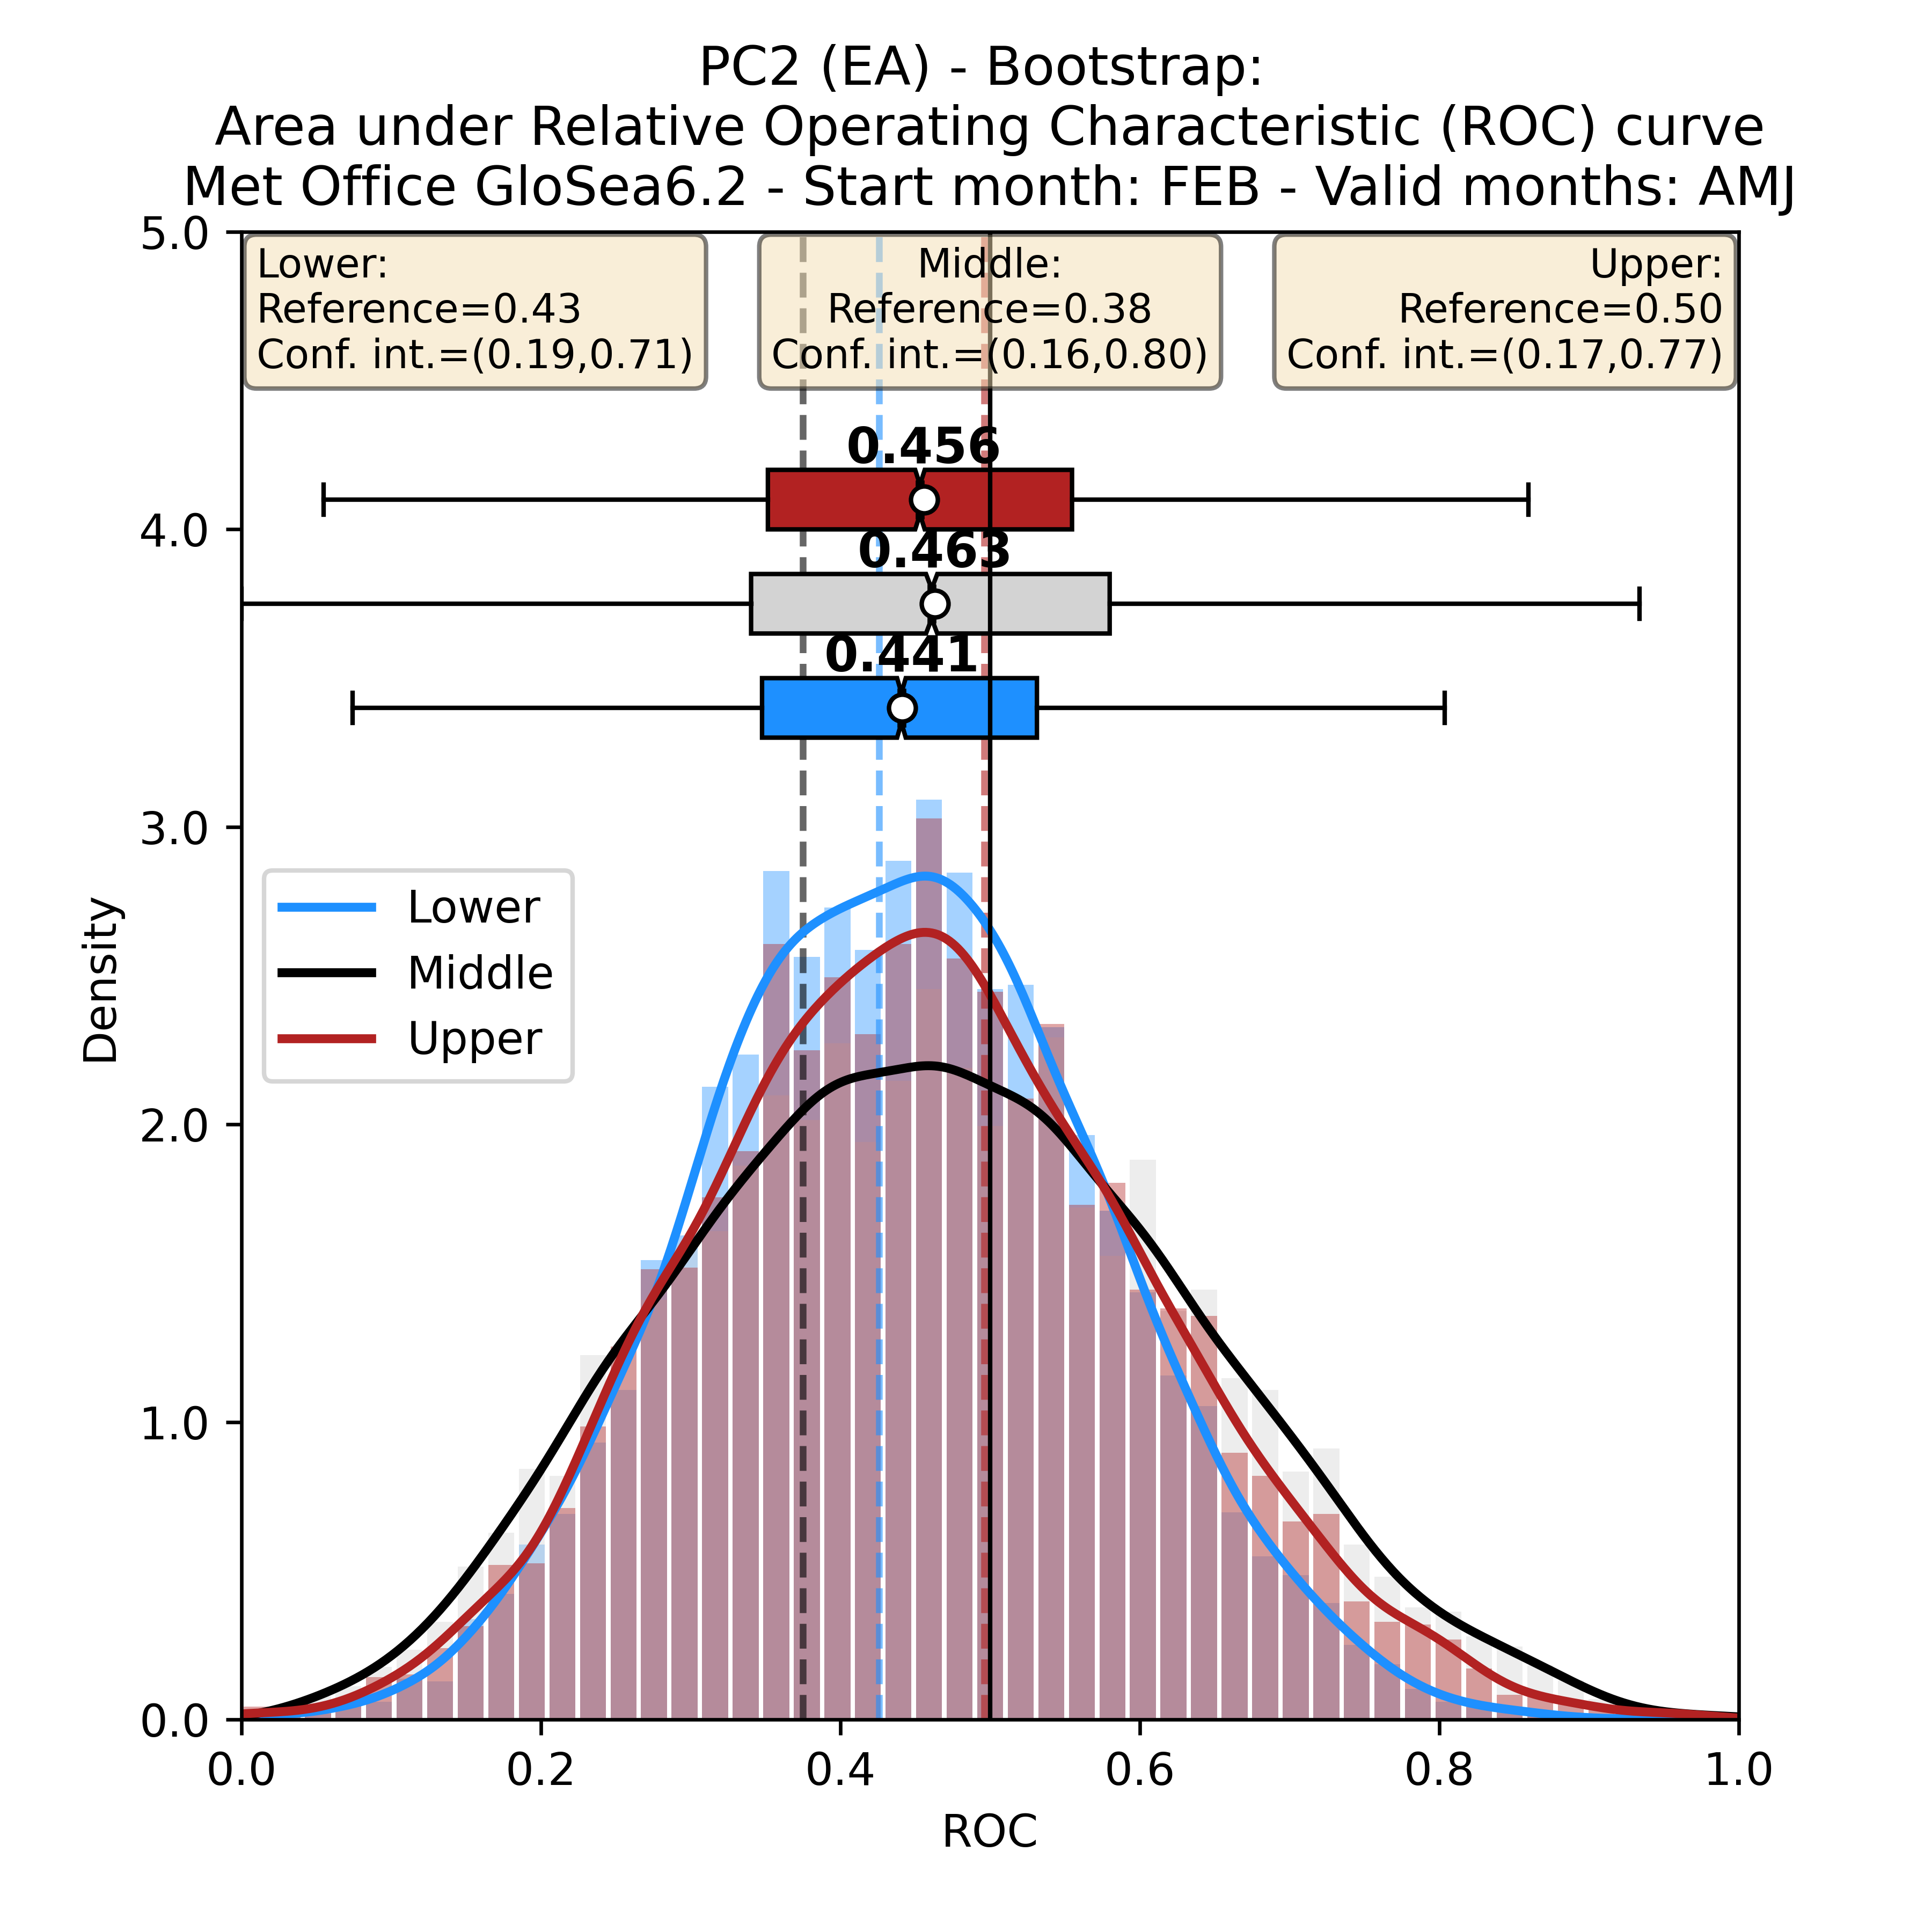 PC2 (EA) - Bootstrap:
Area under Relative Operating Characteristic (ROC) curve
Met Office GloSea6.2 - Start month: FEB - Valid months: AMJ
Lower:
Reference=0.43
Conf. int.=(0.19,0.71)
Middle:
Reference=0.38
Conf. int.=(0.16,0.80)
Upper:
Reference=0.50
Conf. int.=(0.17,0.77)
0.456
0.463
0.441
5.0
4.0
3.0
2.0
1.0
0.0
Density
Lower
Middle
Upper
0.0
0.2
0.4
0.6
0.8
1.0
ROC